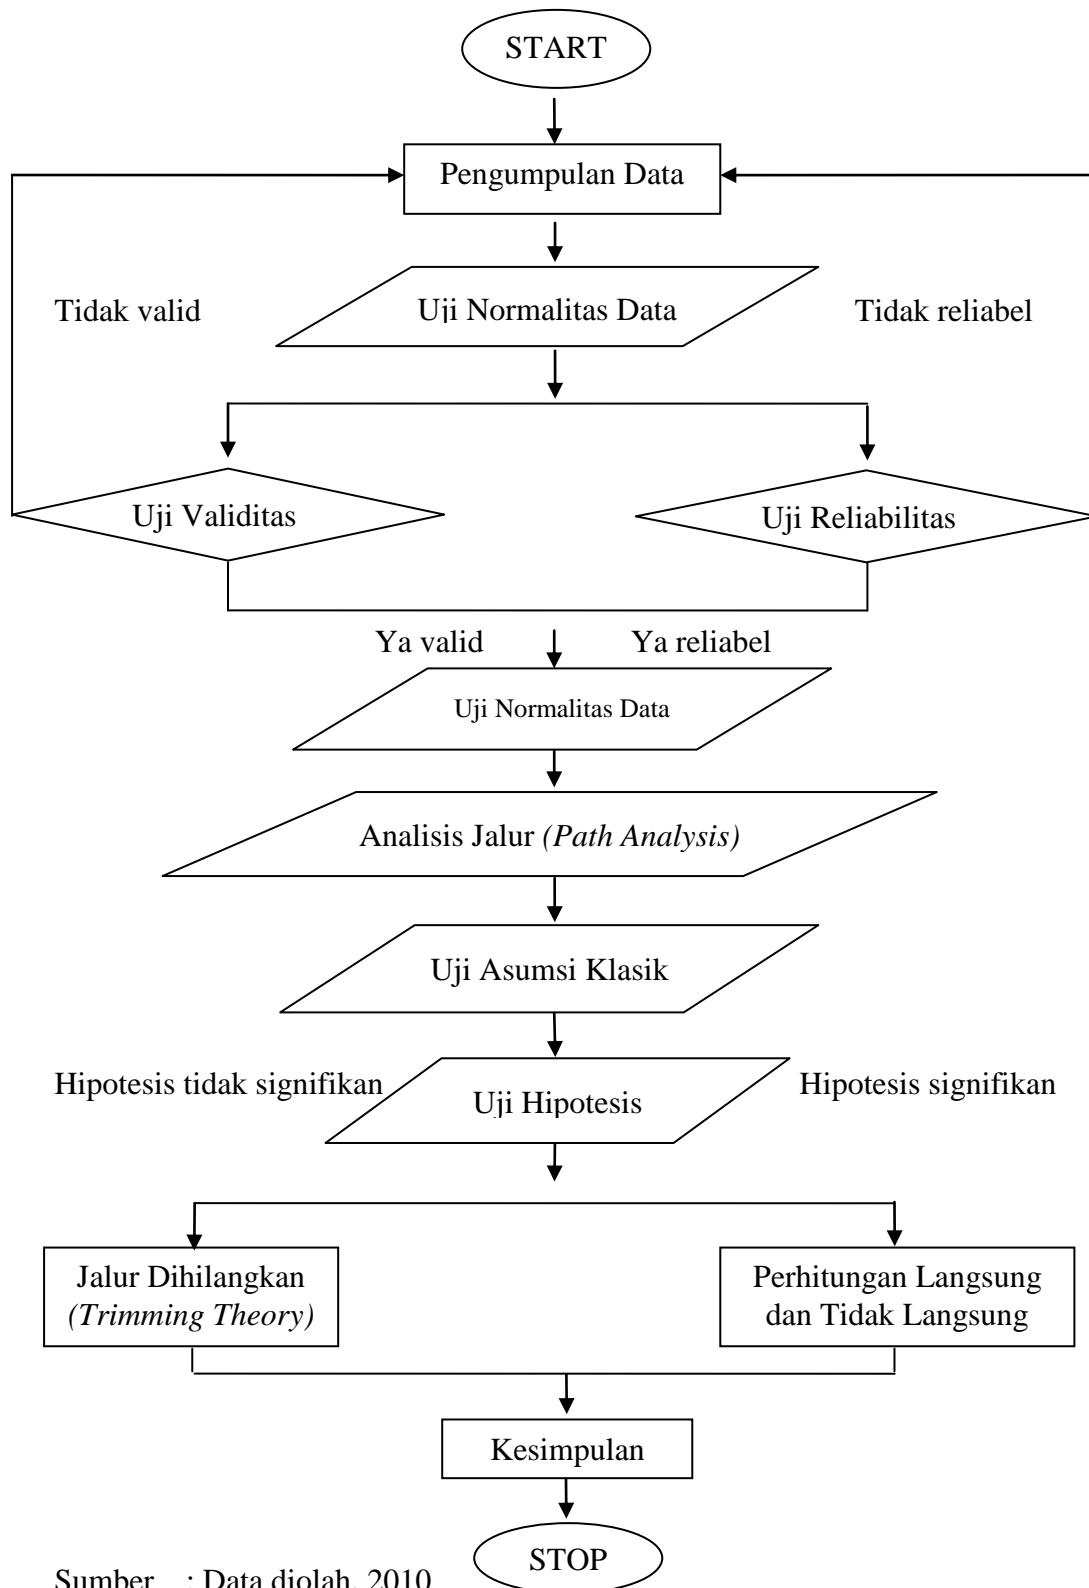 START
Pengumpulan Data
Tidak valid
Uji Normalitas Data
Tidak reliabel
Uji Validitas
Uji Reliabilitas
Ya valid
Ya reliabel
Uji Normalitas Data
Analisis Jalur (Path Analysis)
Uji Asumsi Klasik
Hipotesis tidak signifikan
Uji Hipotesis
Hipotesis signifikan
Jalur Dihilangkan
(Trimming Theory)
Perhitungan Langsung
dan Tidak Langsung
Kesimpulan
STOP
Sumber : Data diolah, 2010